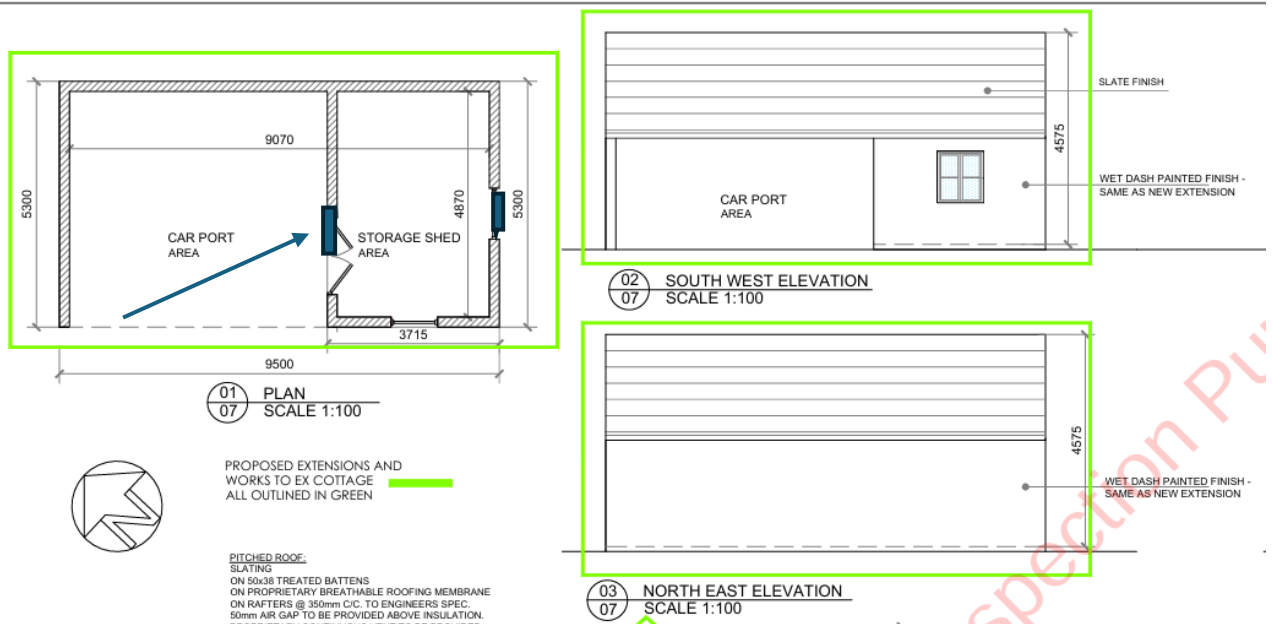 9070
5300
4870
5300
CAR PORT
AREA
STORAGE SHED
AREA
3715
9500
01
07
PLAN
SCALE 1:100
PROPOSED EXTENSIONS AND
WORKS TO EX COTTAGE
ALL OUTLINED IN GREEN
PITCHED ROOF:
SLATING
ON 50x38 TREATED BATTENS
ON PROPRIETARY BREATHABLE ROOFING MEMBRANE
ON RAFTERS @ 350mm C/C. TO ENGINEERS SPEC.
50mm AIR GAP TO BE PROVIDED ABOVE INSULATION.
SLATE FINISH
4575
WET DASH PAINTED FINISH -
SAME AS NEW EXTENSION
CAR PORT
AREA
02
07
SOUTH WEST ELEVATION
SCALE 1:100
4575
WET DASH PAINTED FINISH -
SAME AS NEW EXTENSION
03
07
NORTH EAST ELEVATION
SCALE 1:100
spection Pu